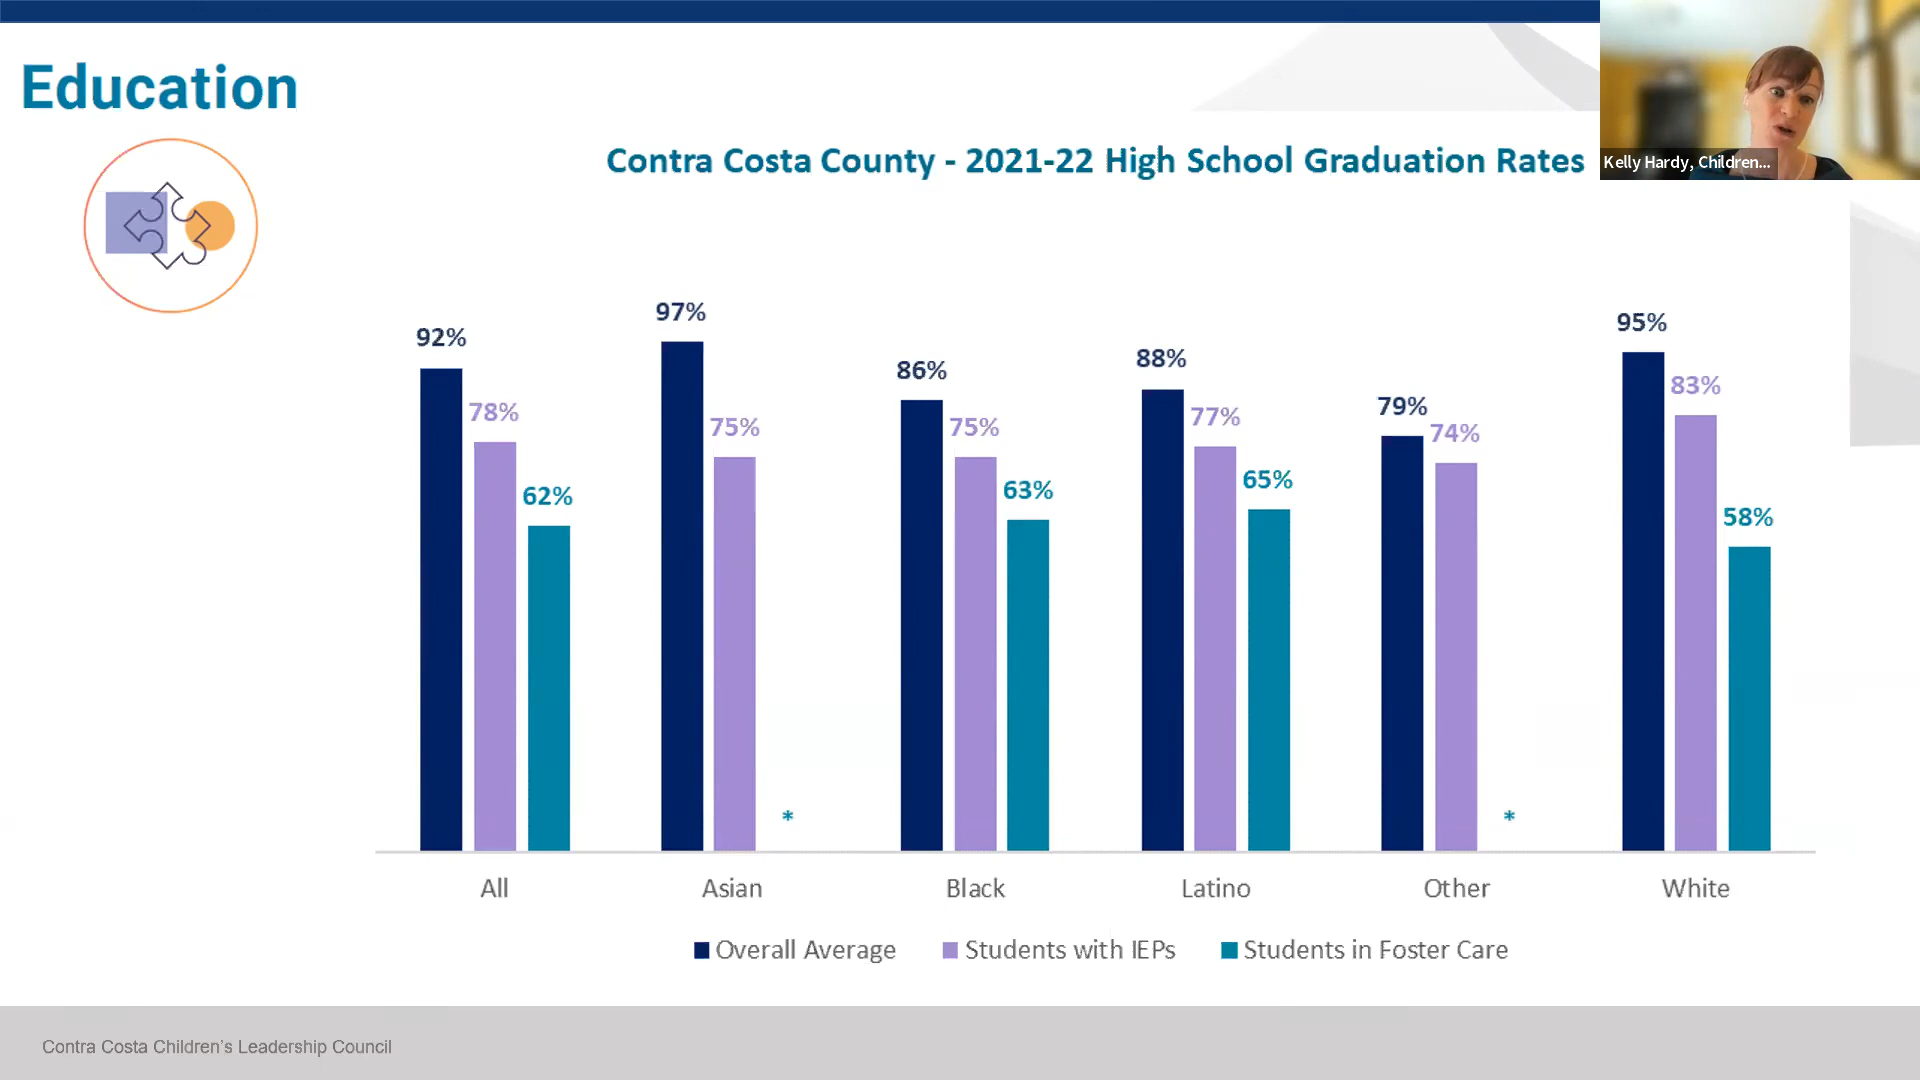 Education
Contra Costa County - 2021-22 High School Graduation Rates
Kelly Hardy, Children...
92%
78%
62%
97%
75%
*
86%
75%
63%
88%
77%
65%
79%
74%
*
95%
83%
58%
All
Asian
Black
Latino
Other
White
Overall Average
Students with IEPs
Students in Foster Care
Contra Costa Children's Leadership Council